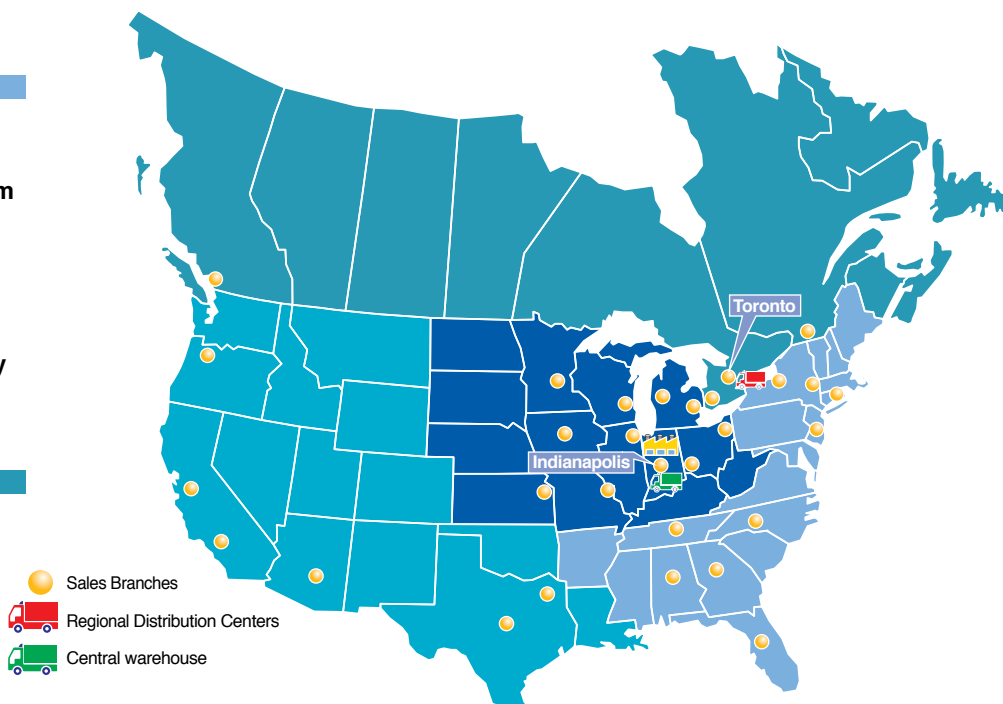 m
y
Toronto
Indianapolis
Sales Branches
Regional Distribution Centers
Central warehouse